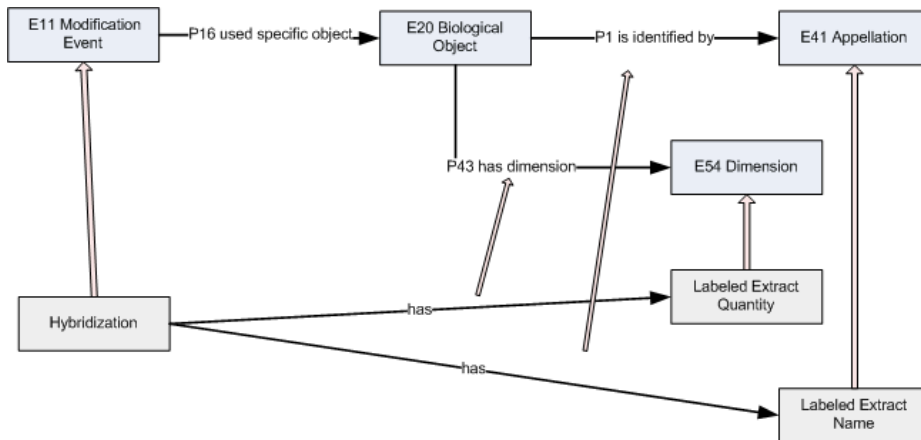 E11 Modification
Event
P16 used specific object
E20 Biological
Object
P1 is identified by
E41 Appellation
P43 has dimension
E54 Dimension
Hybridization
has
Labeled Extract
Quantity
has
Labeled Extract
Name